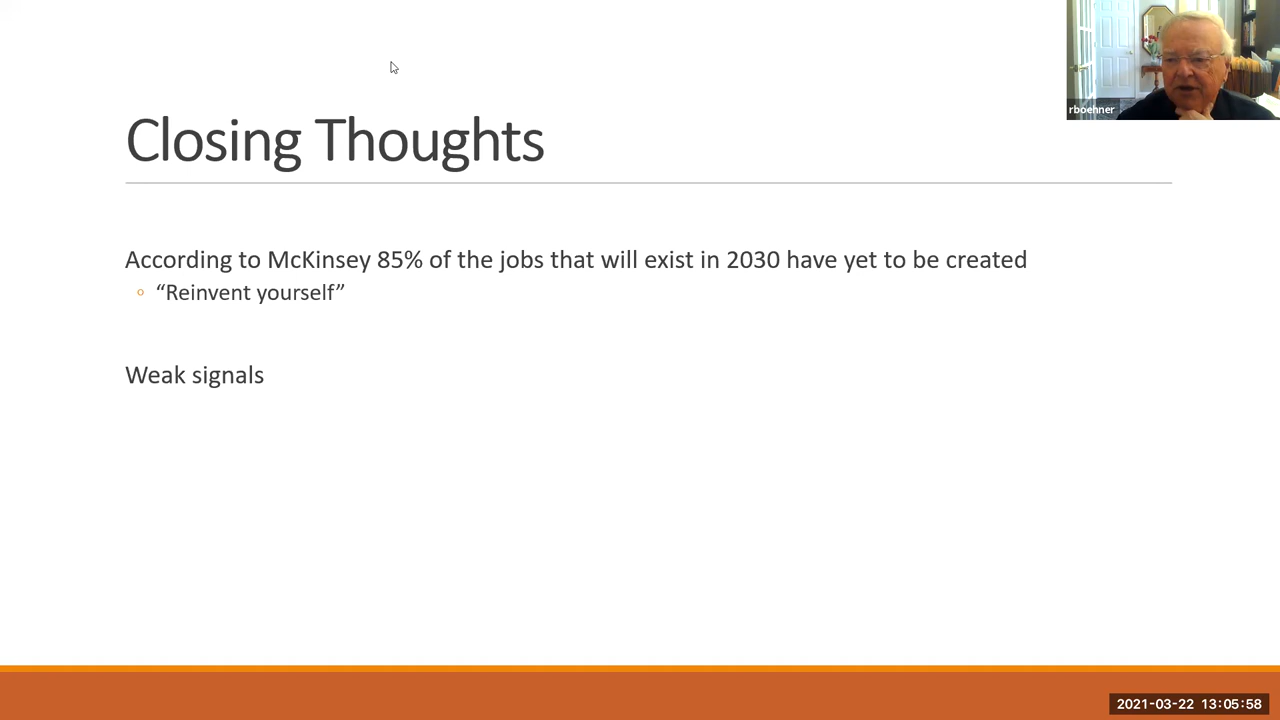 rboehner
Closing Thoughts
According to McKinsey 85% of the jobs that will exist in 2030 have yet to be created
“Reinvent yourself”
Weak signals
2021-03-22 13:05:58